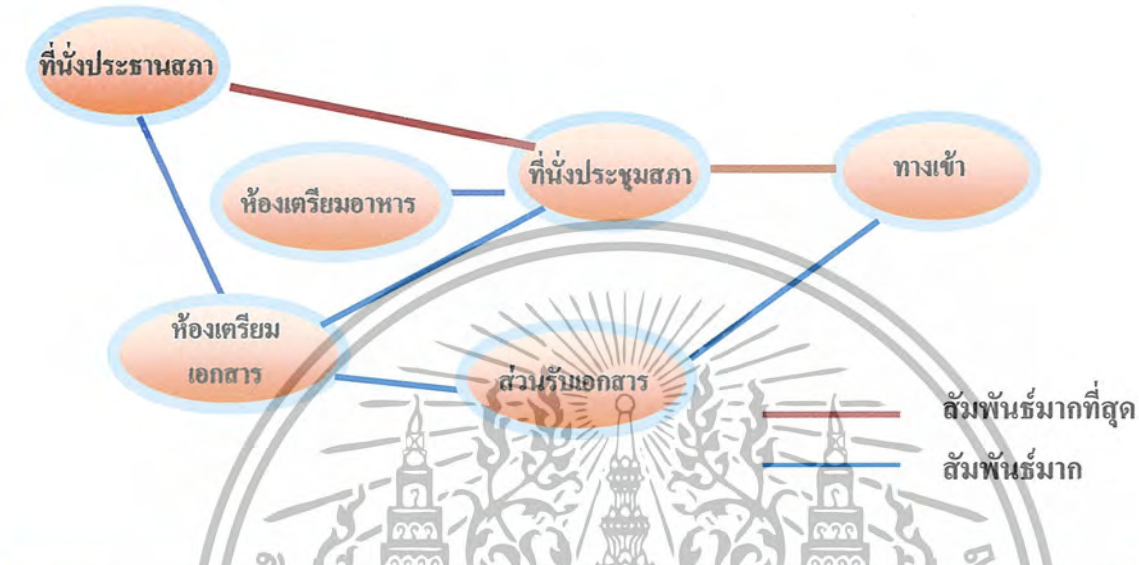 ที่นั่งประธานสภา
ที่นั่งประชุมสภา
ทางเข้า
ห้องเตรียมอาหาร
ห้องเตรียม
เอกสาร
ส่วนรับเอกสาร
สัมพันธ์มากที่สุด
สัมพันธ์มาก